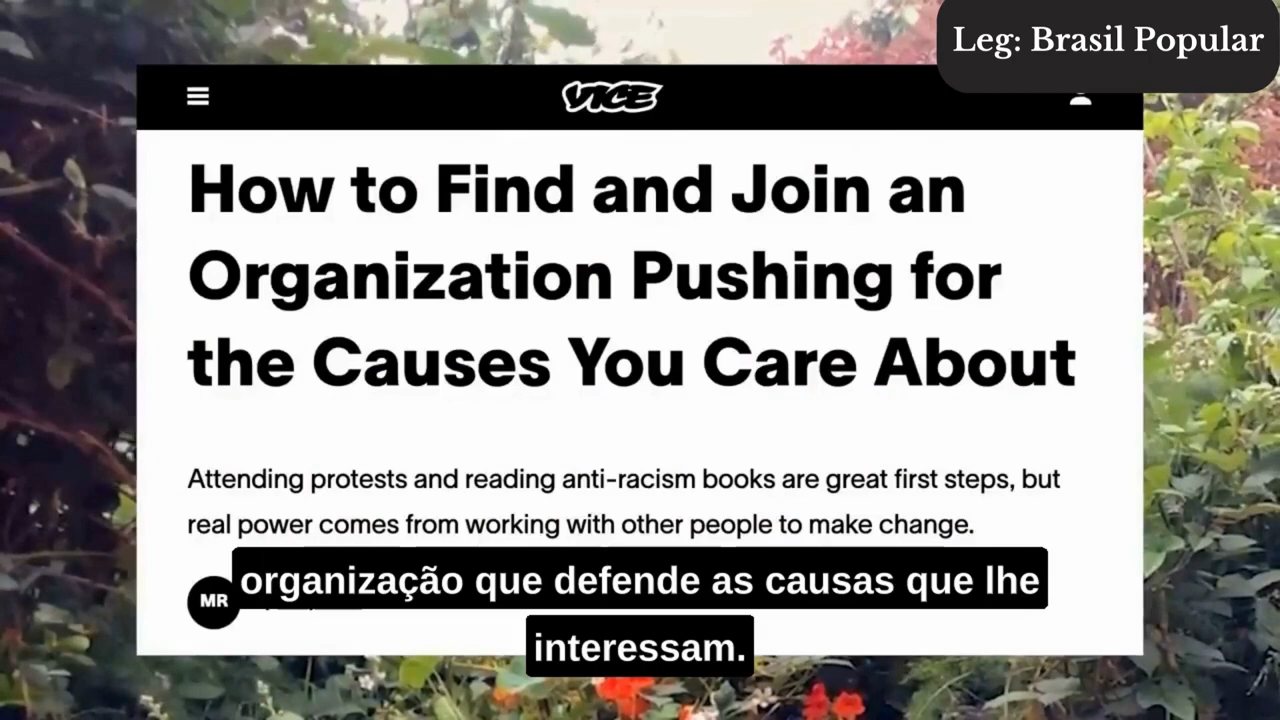 Leg: Brasil Popular
VICE
How to Find and Join an
Organization Pushing for
the Causes You Care About
Attending protests and reading anti-racism books are great first steps, but
real power comes from working with other people to make change.
MR
organização que defende as causas que lhe
interessam.